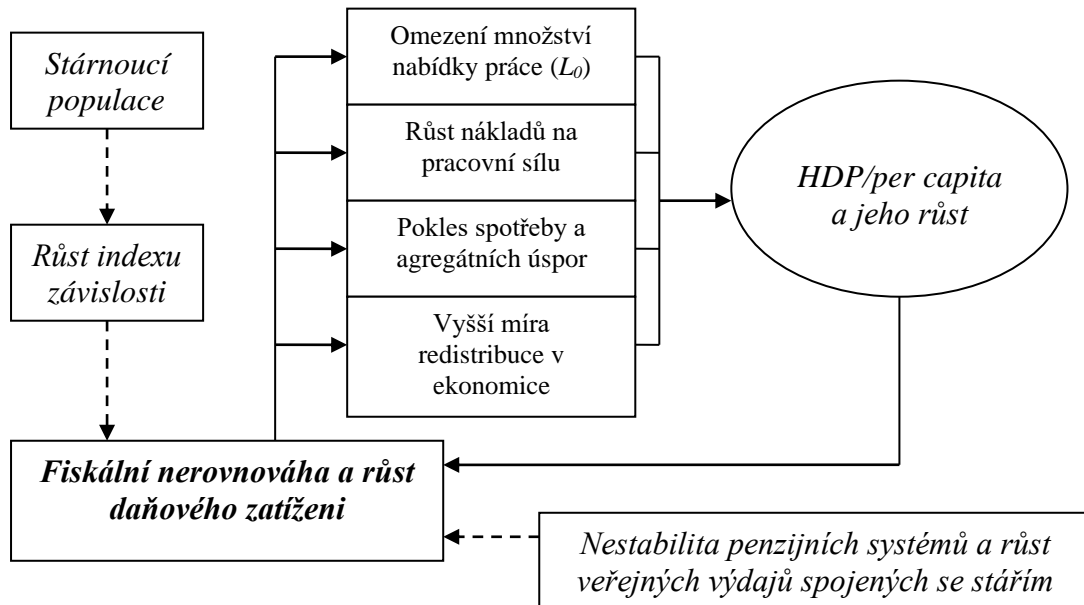 Stárnoucí
populace
Růst indexu
závislosti
Omezení množství
nabídky práce (L0)
Růst nákladů na
pracovní sílu
Pokles spotřeby a
agregátních úspor
Vyšší míra
redistribuce v
ekonomice
HDP/per capita
a jeho růst
Fiskální nerovnováha a růst
daňového zatíženi
Nestabilita penzijních systémů a růst
veřejných výdajů spojených se stářím